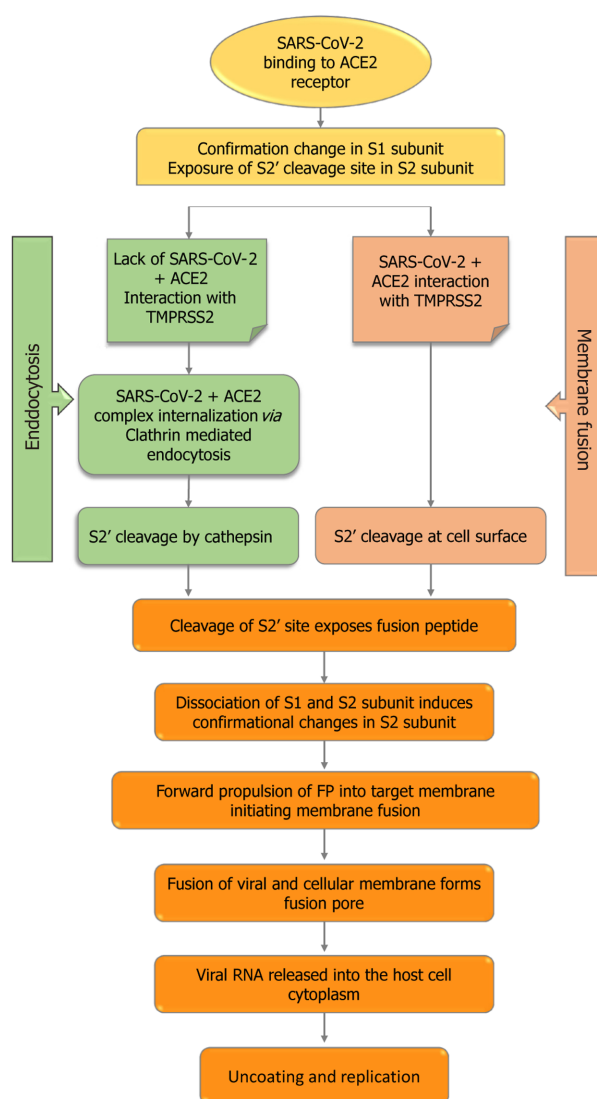 SARS-CoV-2
binding to ACE2
receptor
Confirmation change in S1 subunit
Exposure of S2′ cleavage site in S2 subunit
Enddocytosis
Lack of SARS-CoV-2
+ ACE2
Interaction with
TMPRSS2
SARS-CoV-2 +
ACE2 interaction
with TMPRSS2
Membrane fusion
SARS-CoV-2 + ACE2
complex internalization via
Clathrin mediated
endocytosis
S2′ cleavage by cathepsin
S2′ cleavage at cell surface
Cleavage of S2′ site exposes fusion peptide
Dissociation of S1 and S2 subunit induces
confirmational changes in S2 subunit
Forward propulsion of FP into target membrane
initiating membrane fusion
Fusion of viral and cellular membrane forms
fusion pore
Viral RNA released into the host cell
cytoplasm
Uncoating and replication